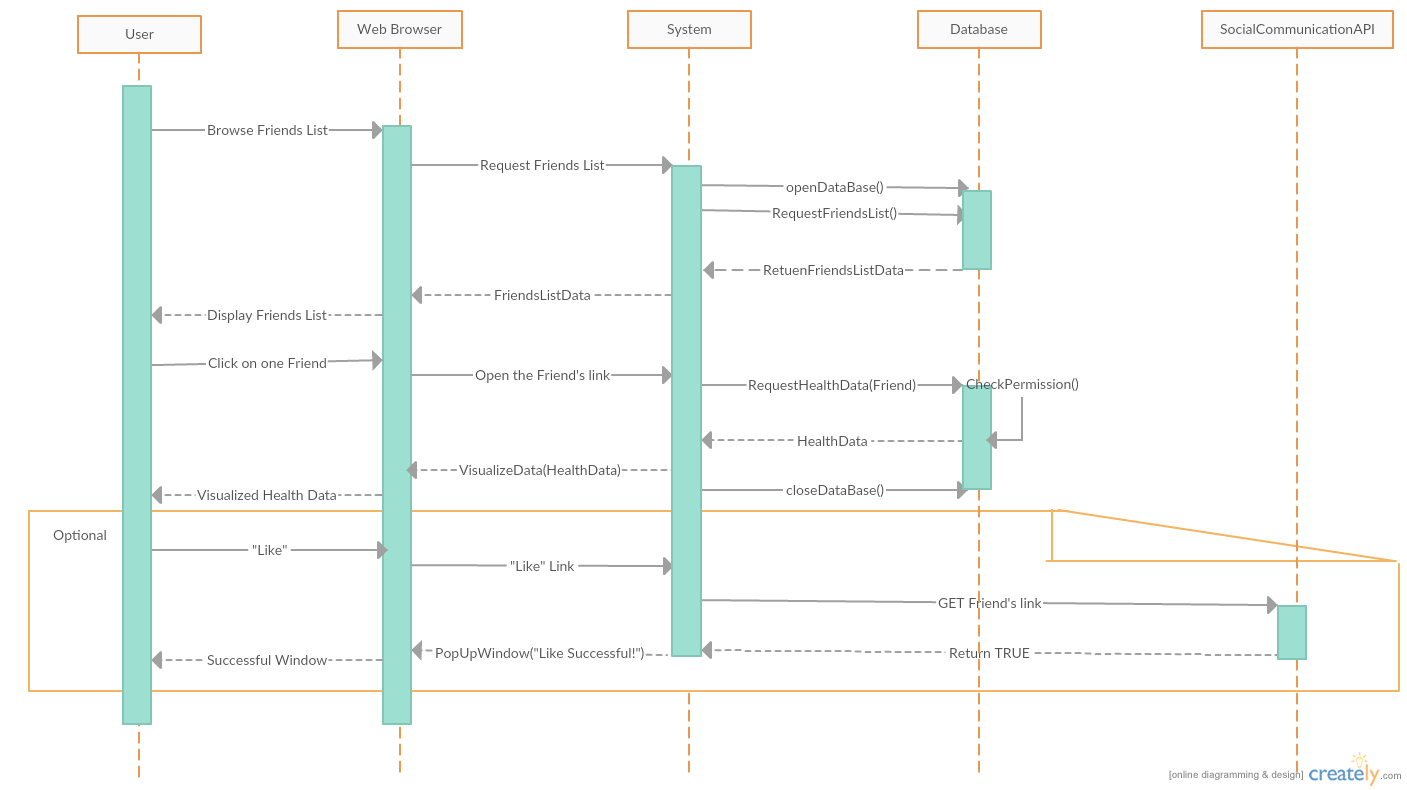 User
Web Browser
System
Database
SocialCommunicationAPI
Browse Friends List
Request Friends List
openDataBase()
RequestFriendsList()
RetuenFriendsListData
FriendsListData
Display Friends List
Click on one Friend
Open the Friend's link
RequestHealthData(Friend)
CheckPermission()
HealthData
VisualizeData(HealthData)
closeDataBase()
Visualized Health Data
Optional
"Like"
"Like" Link
GET Friend's link
PopUpWindow("Like Successful!")
Return TRUE
Successful Window
[online diagramming & design] creately.com